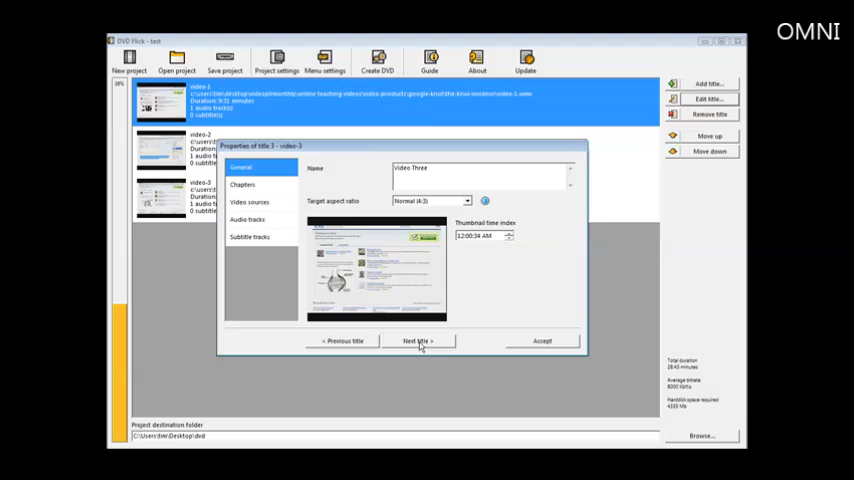 OMNI
DVD Flick - test
New project
Open project
Save project
Project settings
Menu settings
Create DVD
Guide
About
Update
38%
video-1
Duration: 9:31 minutes
1 audio track(s)
0 subtitle(s)
video-2
video-3
Add title...
Edit title...
Remove title
Move up
Move down
Properties of title 3 - video-3
General
Chapters
Video sources
Audio tracks
Subtitle tracks
Name
Video Three
Target aspect ratio
Normal (4:3)
Thumbnail time index
12:00:34 AM
< Previous title
Next title >
Accept
Total duration
28:43 minutes
Average bitrate
8000 Kbit/s
Harddisk space required
4335 Mb
Project destination folder
C:\Users\tim\Desktop\dvd
Browse...